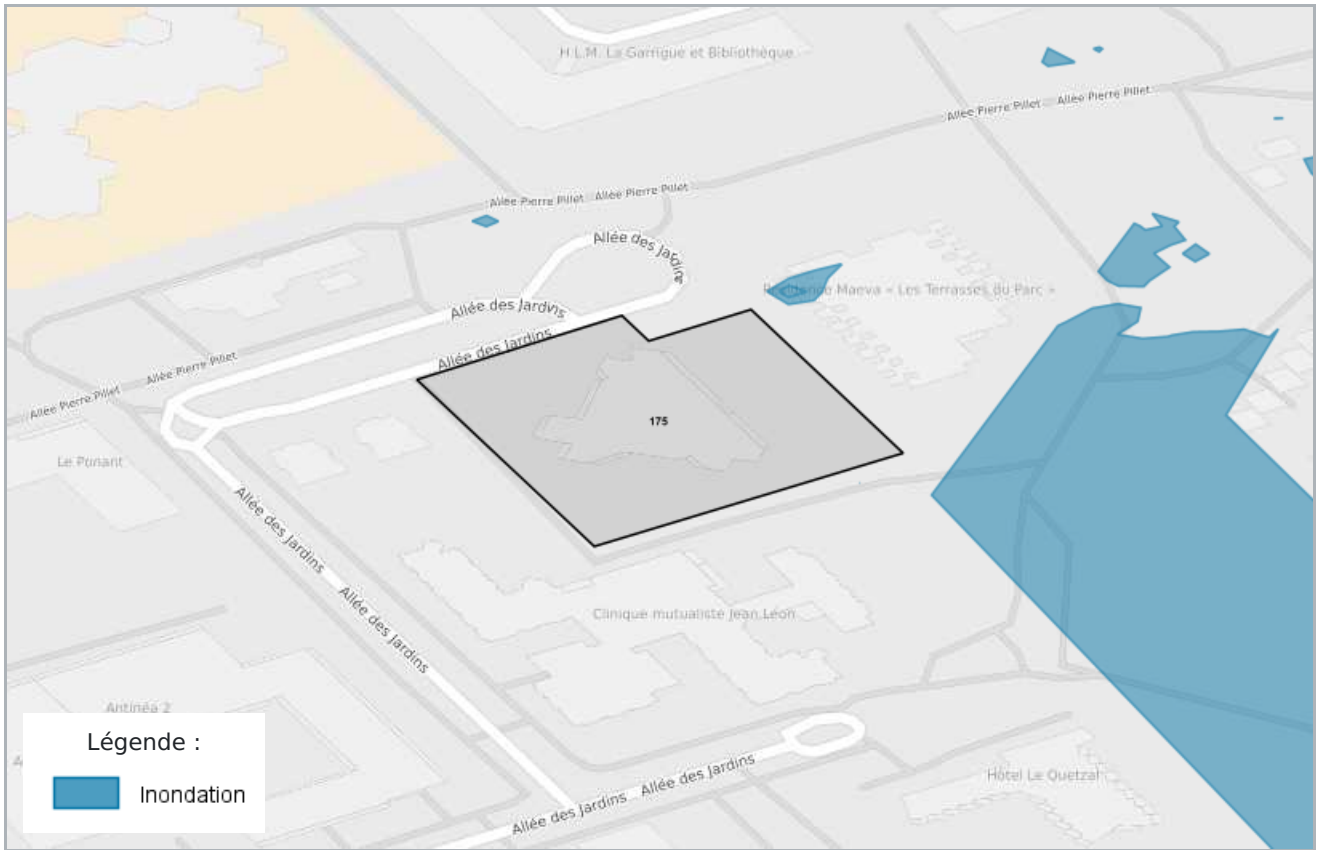 H.L.M. La Garrigue et Bibliothèque
Allée Pierre Pillet Allée Pierre Pillet
Allée Pierre Pillet Allée Pierre Pillet
Allée des Jardins
Résidence Maeva « Les Terrasses du Parc »
Allée des Jardins
Allée des Jardins
Allée Pierre Pillet Allée Pierre Pillet
175
Le Ponant
Allée des Jardins
Allée des Jardins
Clinique mutualiste Jean Léon
Antinéa 2
Légende :
Inondation
Allée des Jardins Allée des Jardins
Hôtel Le Quetzal